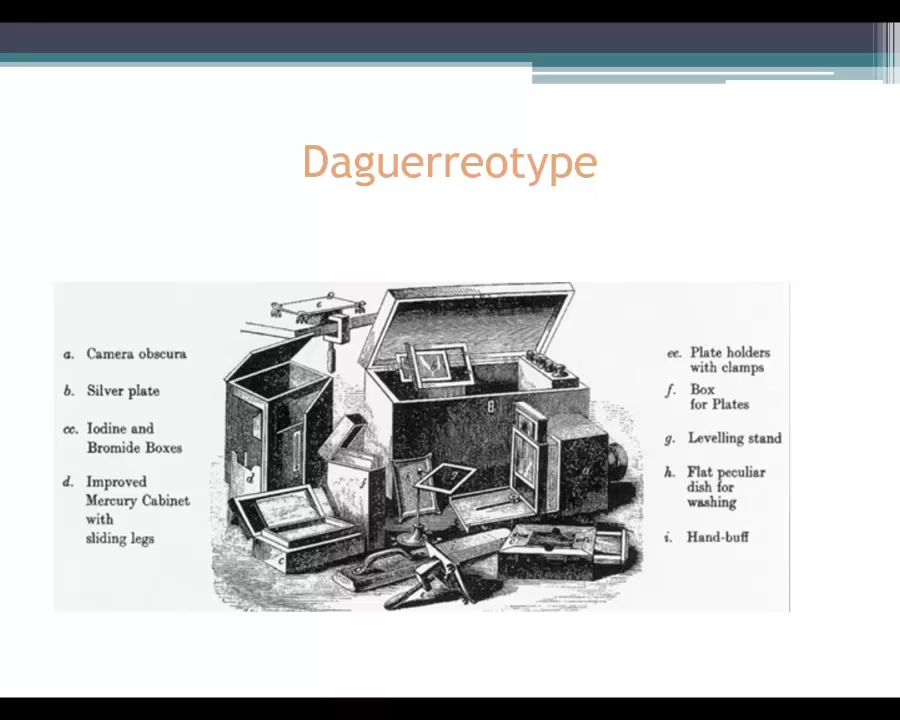 Daguerreotype
a. Camera obscura
b. Silver plate
cc. Iodine and
Bromide Boxes
d. Improved
Mercury Cabinet
with
sliding legs
ee. Plate holders
with clamps
f. Box
for Plates
g. Levelling stand
h. Flat peculiar
dish for
washing
i. Hand-buff
d
f
g
a
c